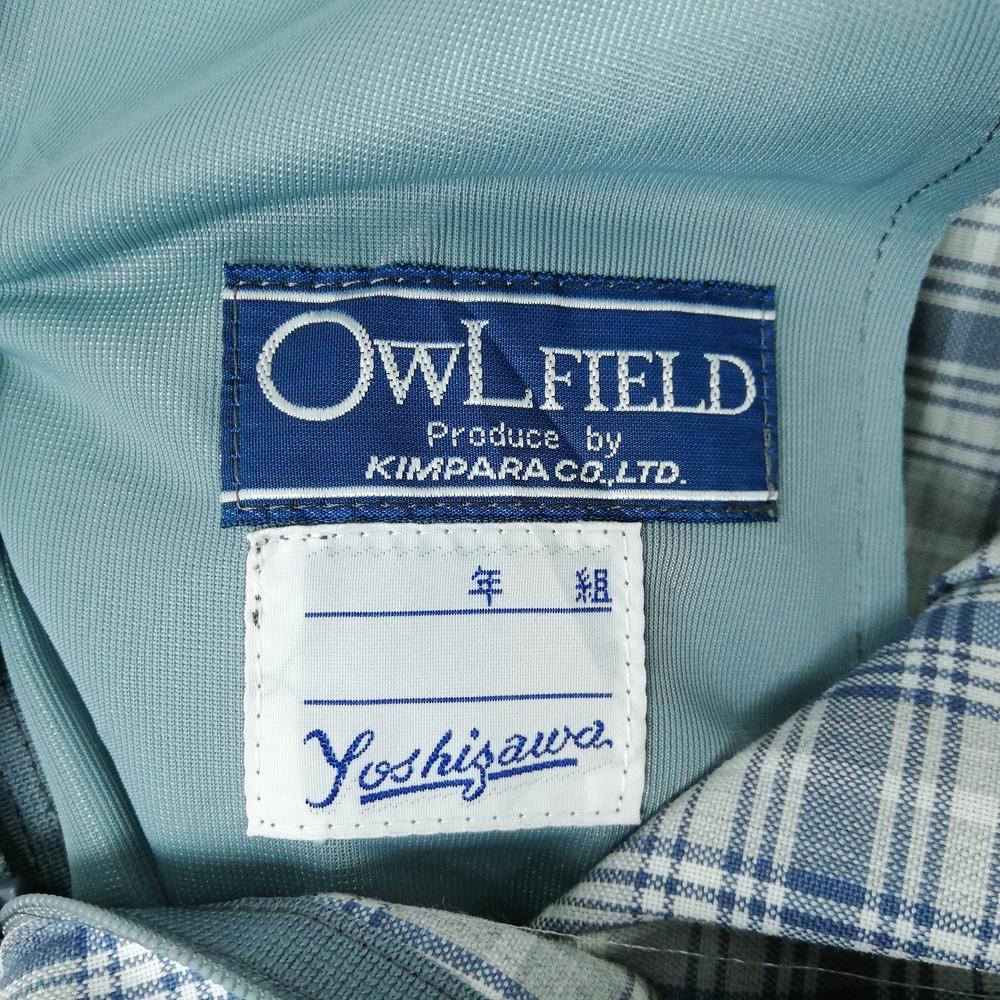 OWLFIELD
Produce by
KIMPARA CO.,LTD.
年 組
Yoshizawa